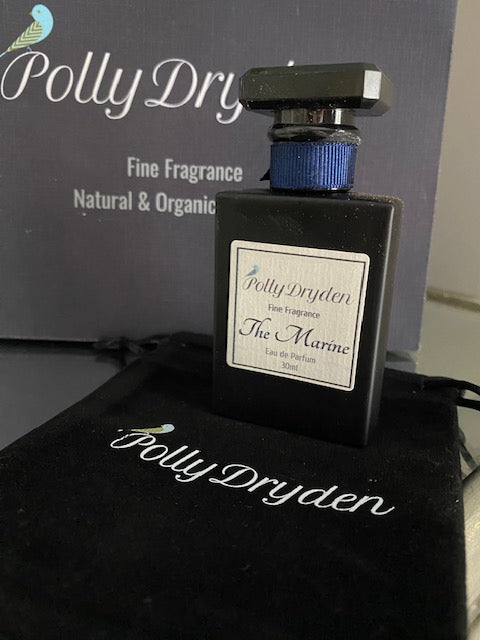 Polly Dry
Fine Fragrance
Natural & Organic
Polly Dryden
Fine Fragrance
The Marine
Eau de Parfum
30ml
Polly Dryden